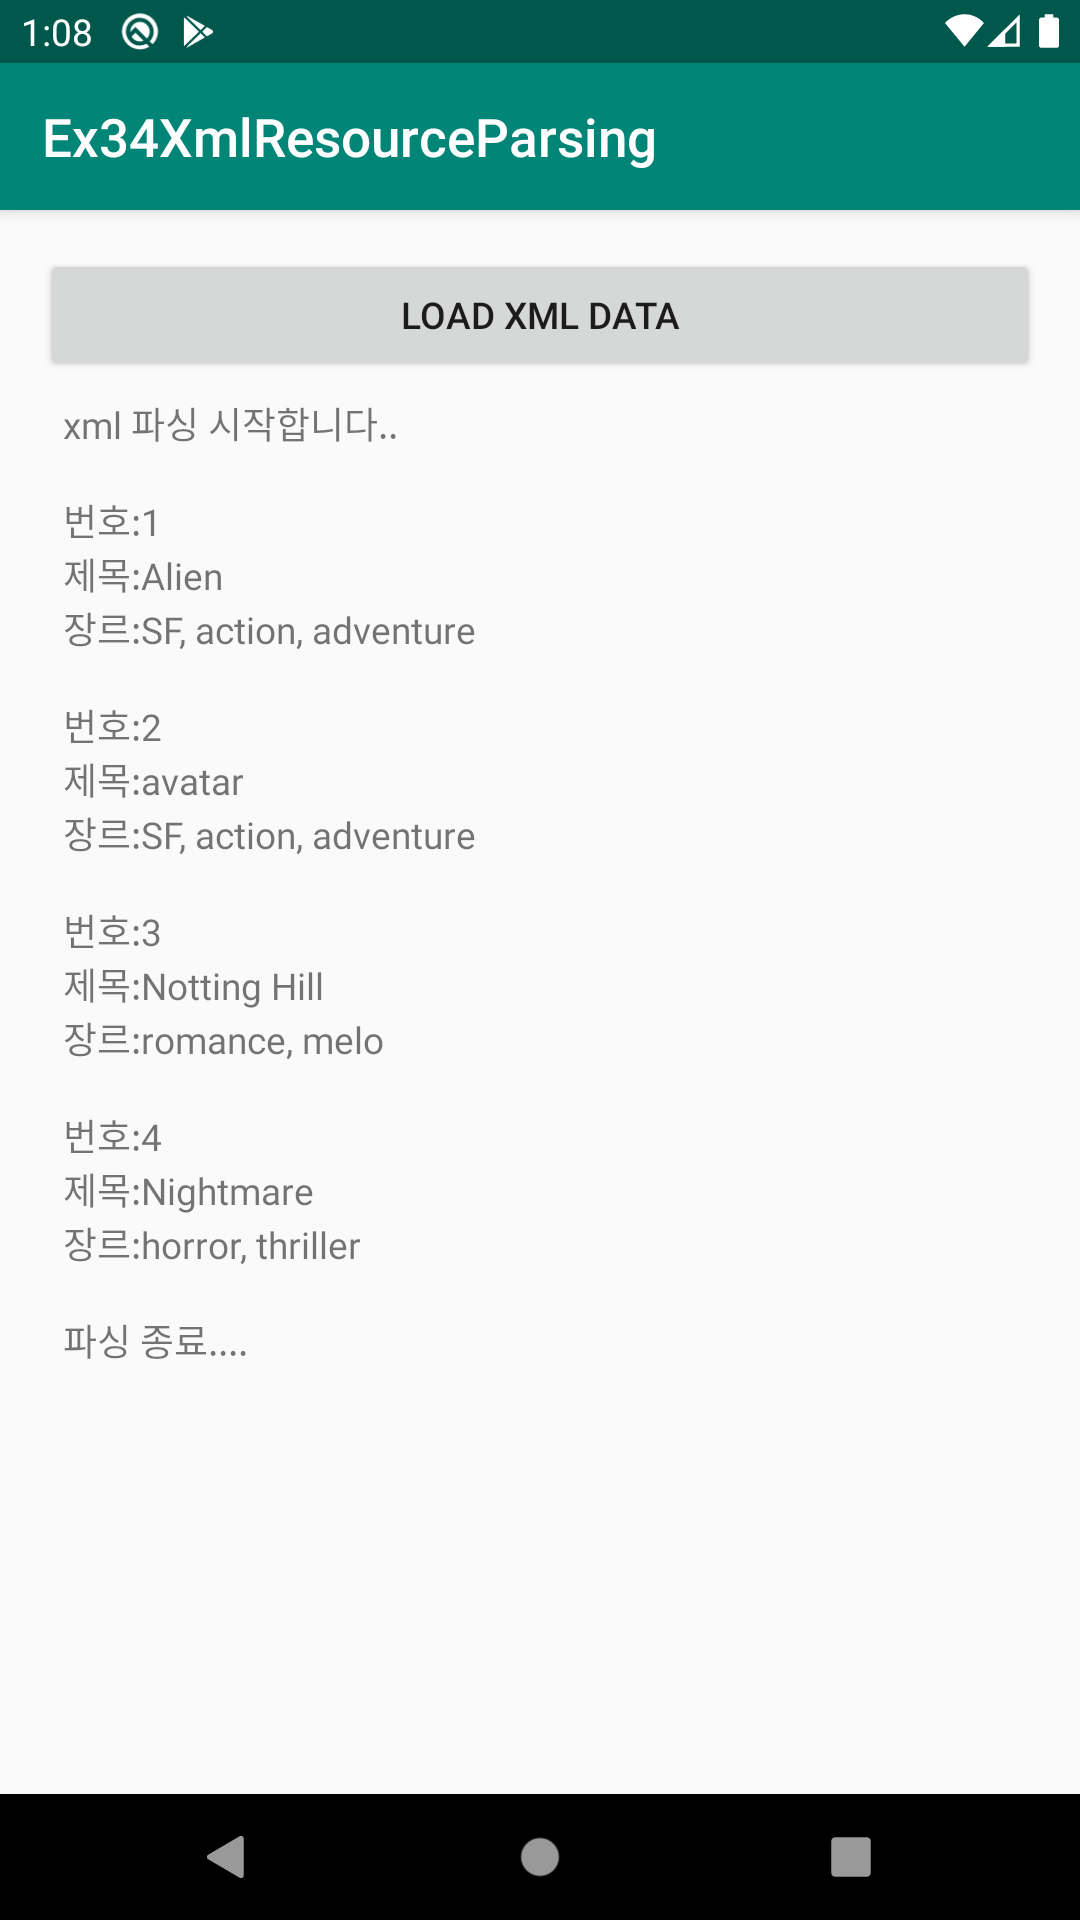 1:08
Ex34XmlResourceParsing
LOAD XML DATA
xml 파싱 시작합니다..
번호:1
제목:Alien
장르:SF, action, adventure
번호:2
제목:avatar
장르:SF, action, adventure
번호:3
제목:Notting Hill
장르:romance, melo
번호:4
제목:Nightmare
장르:horror, thriller
파싱 종료....